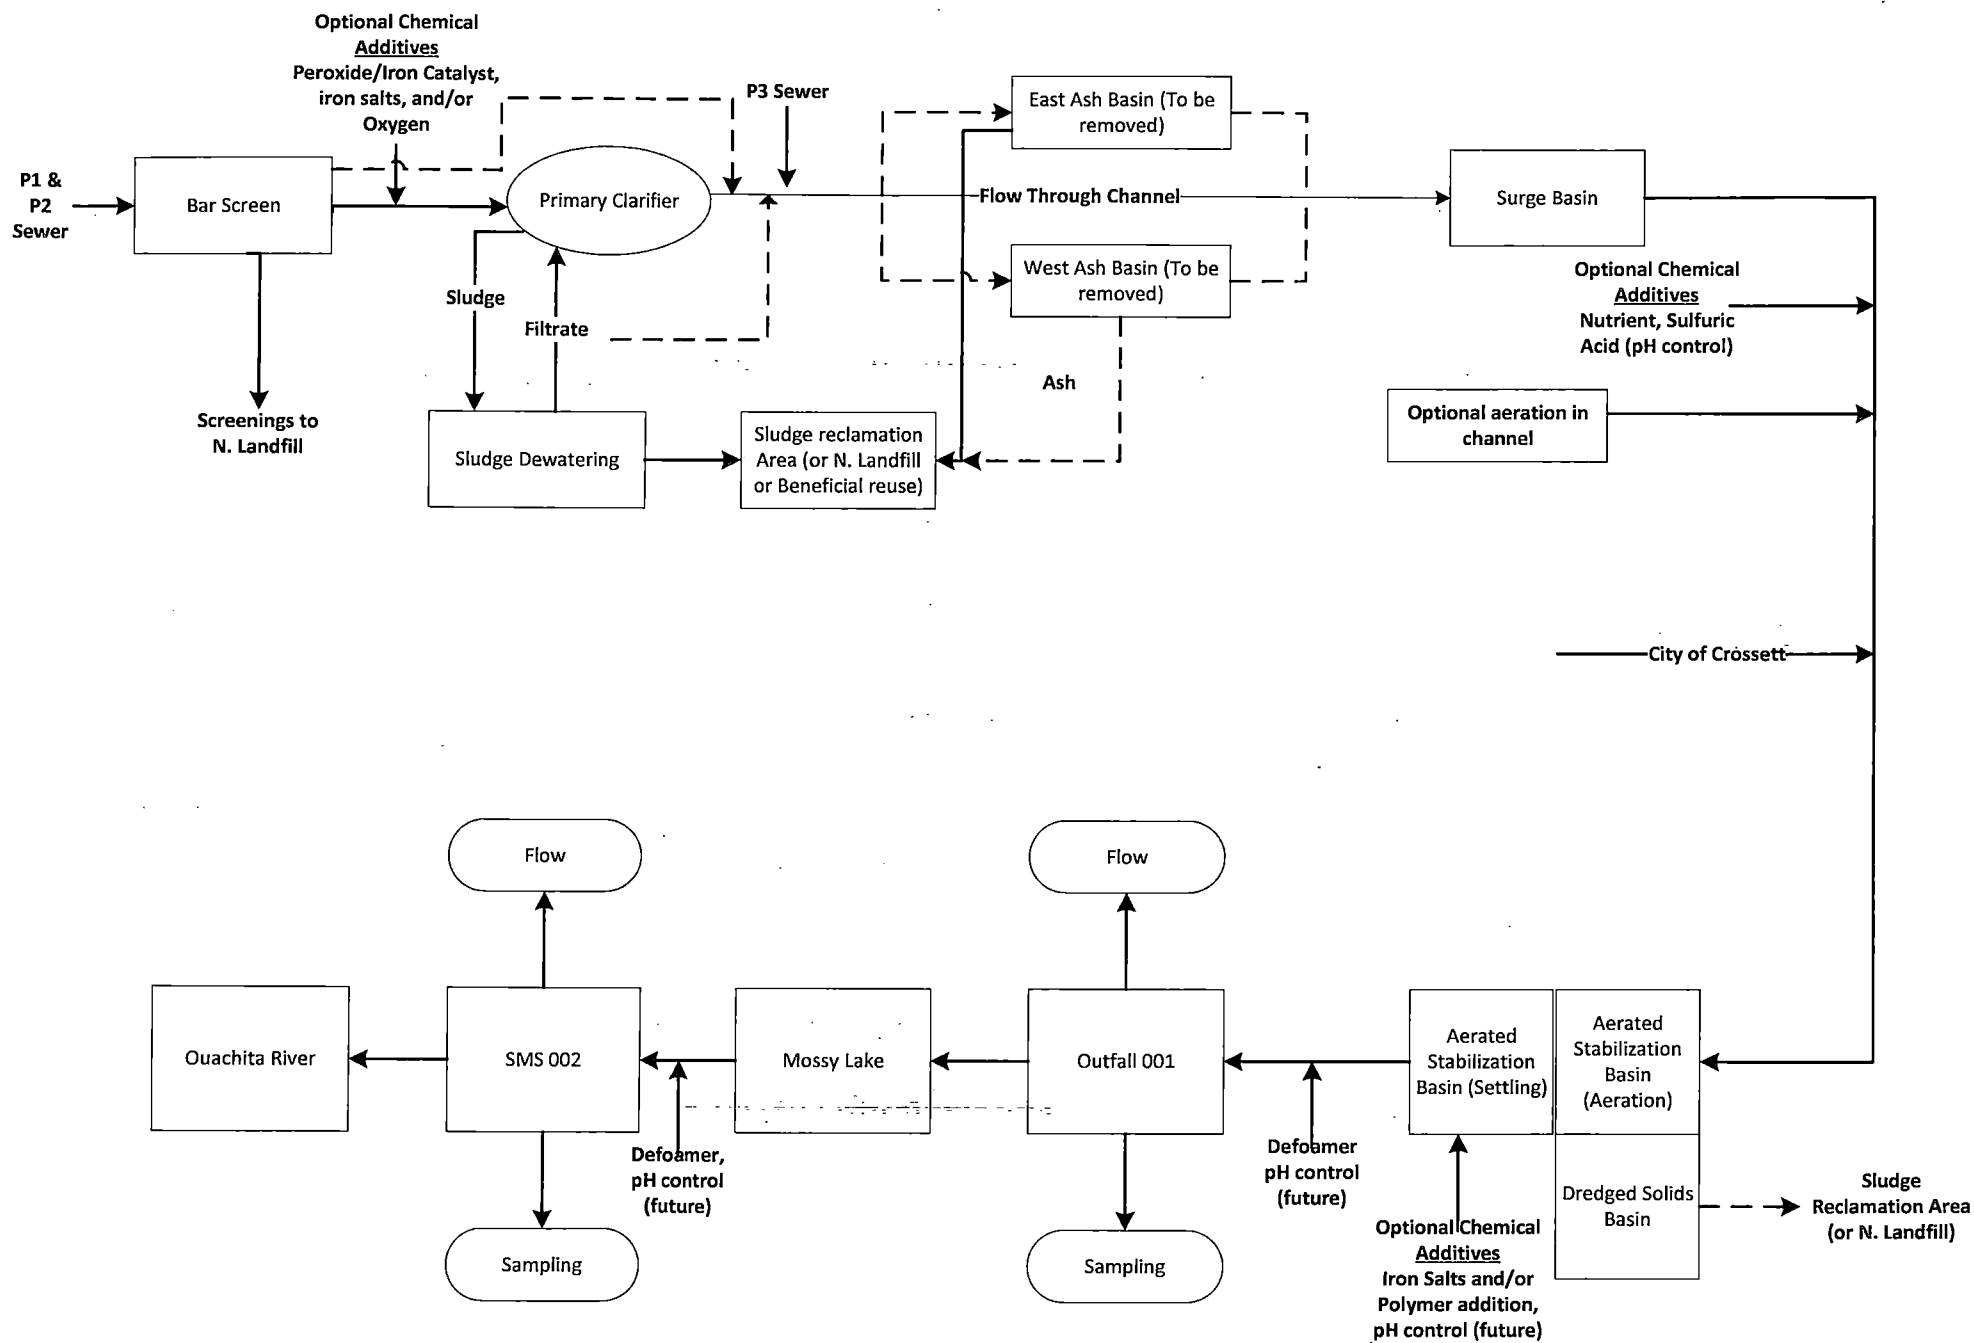 Optional Chemical
Additives
Peroxide/Iron Catalyst,
iron salts, and/or
Oxygen
P3 Sewer
East Ash Basin (To be
removed)
P1 &
P2
Sewer
Bar Screen
Primary Clarifier
Flow Through Channel
Surge Basin
West Ash Basin (To be
removed)
Optional Chemical
Additives
Nutrient, Sulfuric
Acid (pH control)
Sludge
Filtrate
Ash
Screenings to
N. Landfill
Sludge Dewatering
Sludge reclamation
Area (or N. Landfill
or Beneficial reuse)
Optional aeration in
channel
City of Crossett
Flow
Flow
Ouachita River
SMS 002
Mossy Lake
Outfall 001
Aerated
Stabilization
Basin (Settling)
Aerated
Stabilization
Basin
(Aeration)
Defoamer,
pH control
(future)
Defoamer
pH control
(future)
Dredged Solids
Basin
Sludge
Reclamation Area
(or N. Landfill)
Sampling
Sampling
Optional Chemical
Additives
Iron Salts and/or
Polymer addition,
pH control (future)